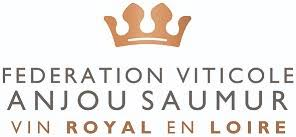 FEDERATION VITICOLE
ANJOU SAUMUR
VIN ROYAL EN LOIRE